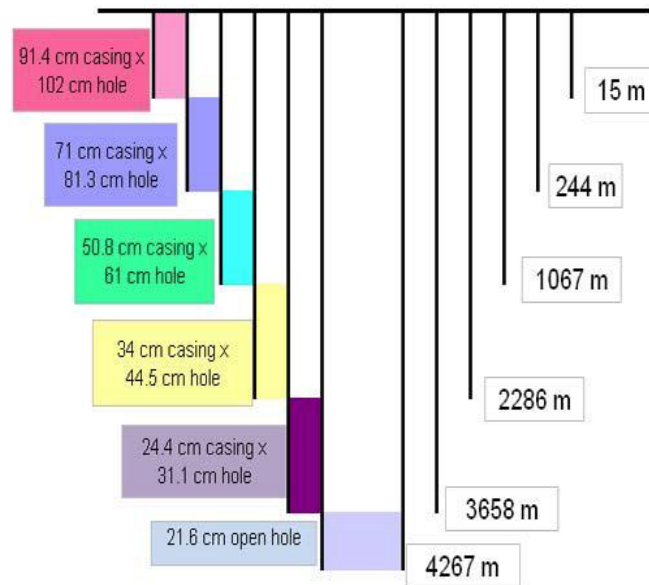 91.4 cm casing x
102 cm hole
15 m
71 cm casing x
81.3 cm hole
244 m
50.8 cm casing x
61 cm hole
1067 m
34 cm casing x
44.5 cm hole
2286 m
24.4 cm casing x
31.1 cm hole
3658 m
21.6 cm open hole
4267 m